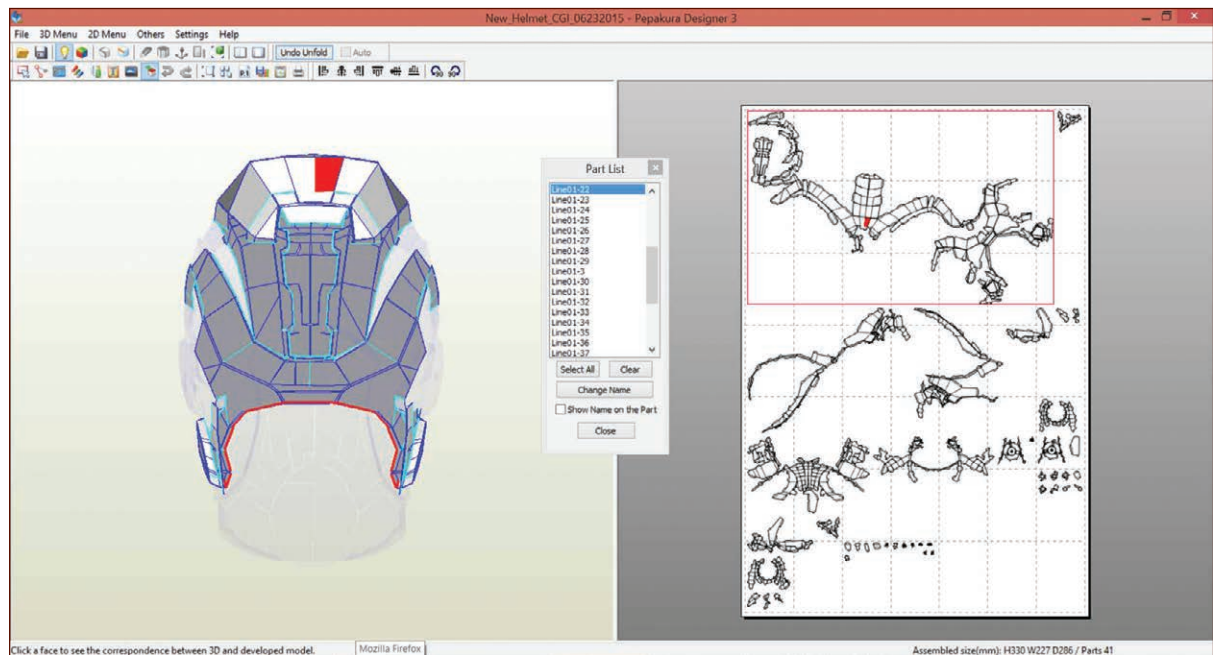 New_Helmet_CGI_06232015 - Pepakura Designer 3
File 3D Menu 2D Menu Others Settings Help
Undo Unfold Auto
Part List
Line01-22
Line01-23
Line01-24
Line01-25
Line01-26
Line01-27
Line01-28
Line01-29
Line01-3
Line01-30
Line01-31
Line01-32
Line01-33
Line01-34
Line01-35
Line01-36
Line01-37
Select All Clear
Change Name
Show Name on the Part
Close
Click a face to see the correspondence between 3D and developed model.
Mozilla Firefox
Assembled size(mm): H330 W227 D286 / Parts 41